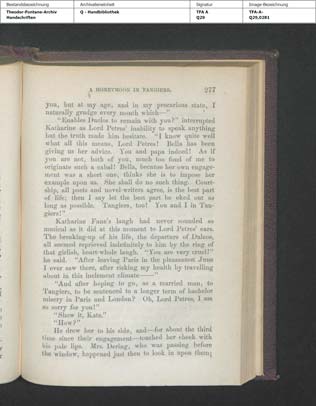 Bestandsbezeichnung Archivalieneinheit Signatur Image-Bezeichnung
Theodor-Fontane-Archiv Q - Handbibliothek TFA A TFA-A-
Handschriften Q29 Q29,0281
A HONEYMOON IN TANGIERS. 277
you, but at my age, and in my precarious state, I
naturally grudge every month which—"
"Enables Dudos to remain with you?" interrupted
Katharine as Lord Petres' inability to speak anything
but the truth made him hesitate. "I know quite well
what all this means, Lord Petres! Bella has been
giving us her advice. You and papa indeed! As if
you are not, both of you, much too fond of me to
originate such a cabal! Bella, because her own engage-
ment was a short one, thinks she is to impose her
example upon us. She shall do no such thing. Court-
ship, all poets and novel-writers agree, is the best part
of life; then I say let the best part be eked out as
long as possible. Tangiers, too! You and I in Tan-
giers!"
Katharine Fane's laugh had never sounded as
musical as it did at this moment to Lord Petres' ears.
The breaking-up of his life, the departure of Duclos,
all seemed reprieved indefinitely to him by the ring of
that girlish, heart-whole laugh. "You are very cruel!"
he said. "After leaving Paris in the pleasantest June
I ever saw there, after risking my health by travelling
about in this inclement climate——"
"And after hoping to go, as a married man, to
Tangiers, to be sentenced to a longer term of bachelor
misery in Paris and London? Oh, Lord Petres, I am
so sorry for you!"
"Show it, Kate."
"How?"
He drew her to his side, and—for about the third
time since their engagement—touched her cheek with
his pale lips. Mrs. Dering, who was passing before
the window, happened just then to look in upon them;